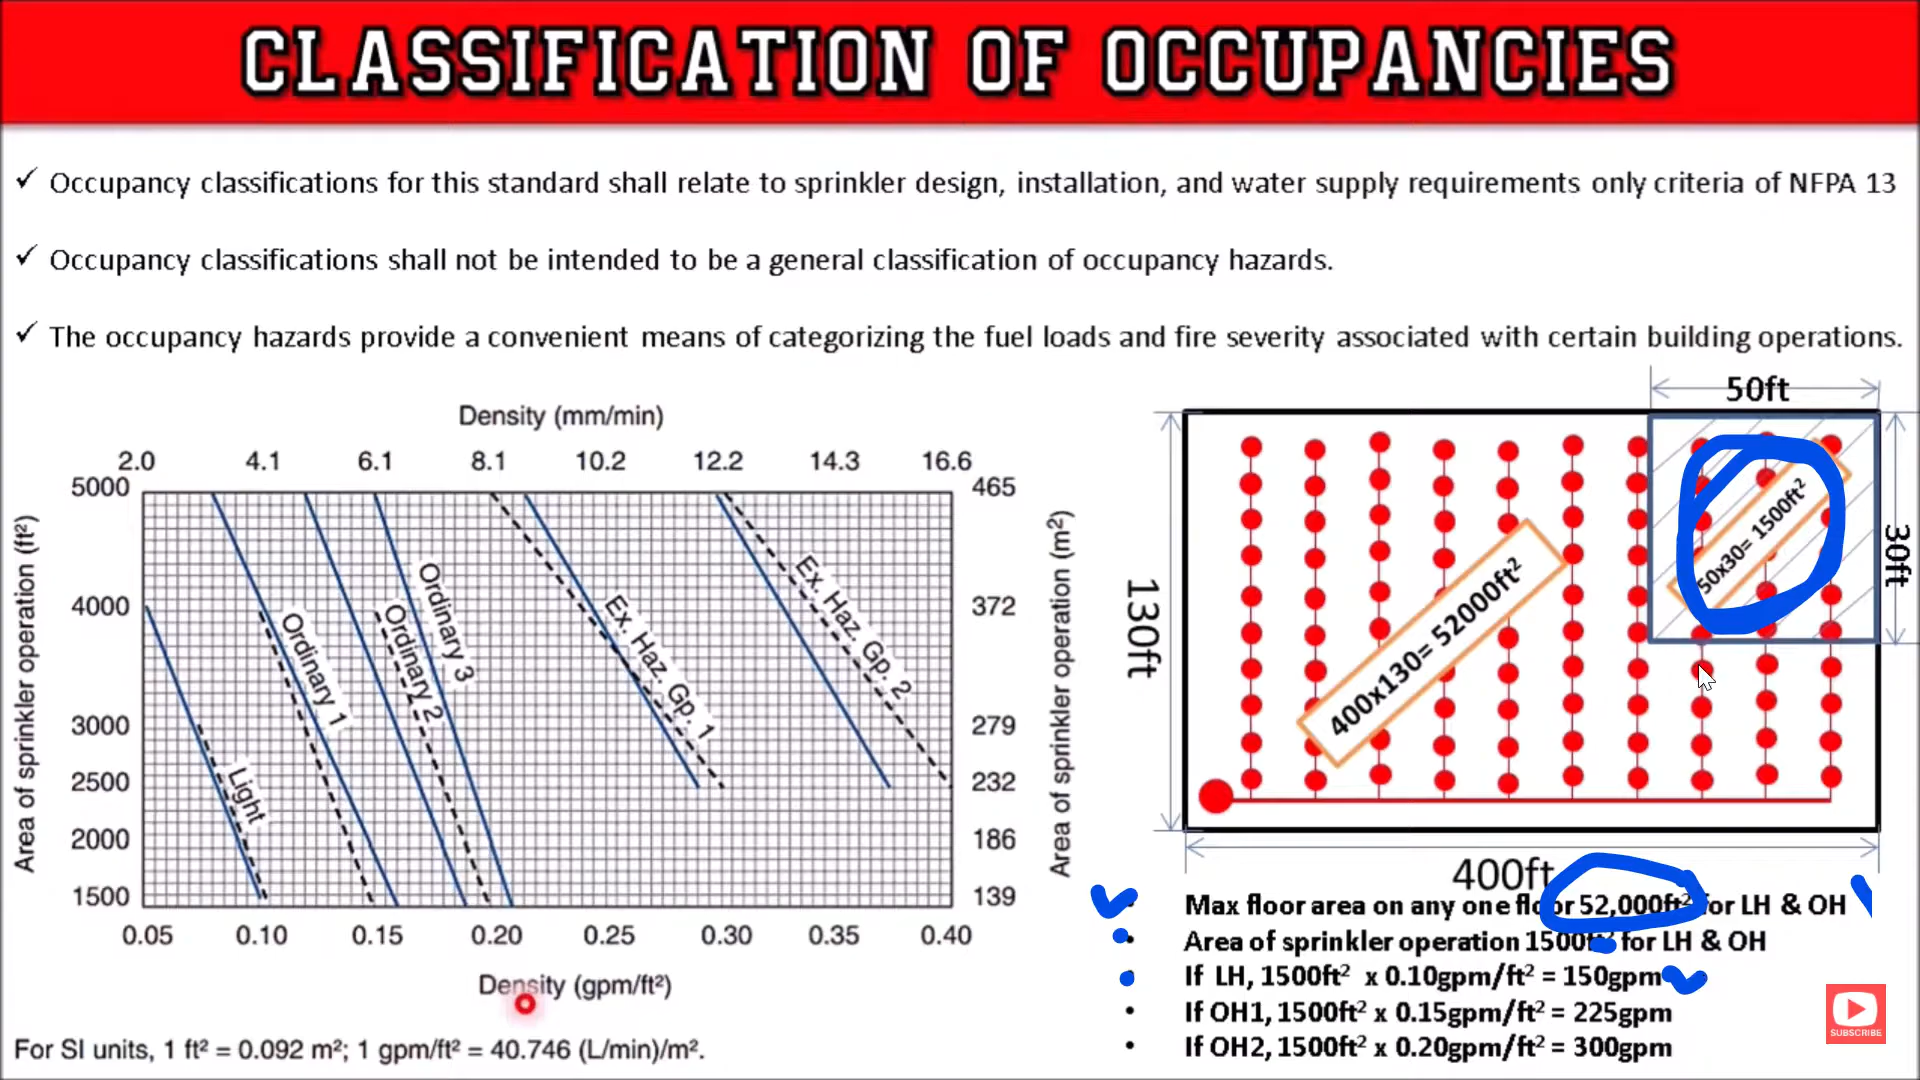 CLASSIFICATION OF OCCUPANCIES
✓ Occupancy classifications for this standard shall relate to sprinkler design, installation, and water supply requirements only criteria of NFPA 13
✓ Occupancy classifications shall not be intended to be a general classification of occupancy hazards.
✓ The occupancy hazards provide a convenient means of categorizing the fuel loads and fire severity associated with certain building operations.
Density (mm/min)
2.0 4.1 6.1 8.1 10.2 12.2 14.3 16.6
Area of sprinkler operation (ft²)
5000
4000
3000
2500
2000
1500
Light
Ordinary 1
Ordinary 2
Ordinary 3
Ex. Haz. Gp. 1
Ex. Haz. Gp. 2
465
372
279
232
186
139
Area of sprinkler operation (m²)
0.05 0.10 0.15 0.20 0.25 0.30 0.35 0.40
Density (gpm/ft²)
For SI units, 1 ft² = 0.092 m²; 1 gpm/ft² = 40.746 (L/min)/m².
50ft
30ft
50x30= 1500ft²
400x130= 52000ft²
130ft
400ft
• Max floor area on any one floor 52,000ft² for LH & OH
• Area of sprinkler operation 1500ft² for LH & OH
• If LH, 1500ft² x 0.10gpm/ft² = 150gpm
• If OH1, 1500ft² x 0.15gpm/ft² = 225gpm
• If OH2, 1500ft² x 0.20gpm/ft² = 300gpm
SUBSCRIBE